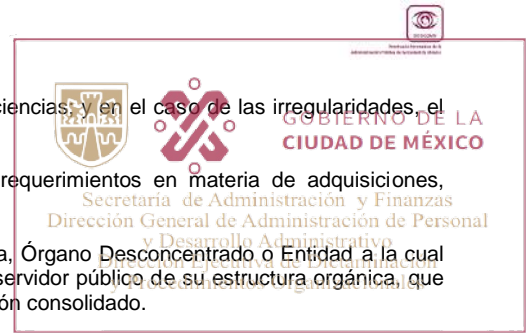 ciencias; y en el caso de las irregularidades, el
GOBIERNO DE LA
CIUDAD DE MÉXICO
requerimientos en materia de adquisiciones,
Secretaría de Administración y Finanzas
Dirección General de Administración de Personal
y Desarrollo Administrativo
a, Órgano Desconcentrado o Entidad a la cual
Dirección Ejecutiva de Dictaminación
servidor público de su estructura orgánica, que
y Procedimientos Organizacionales
ón consolidado.